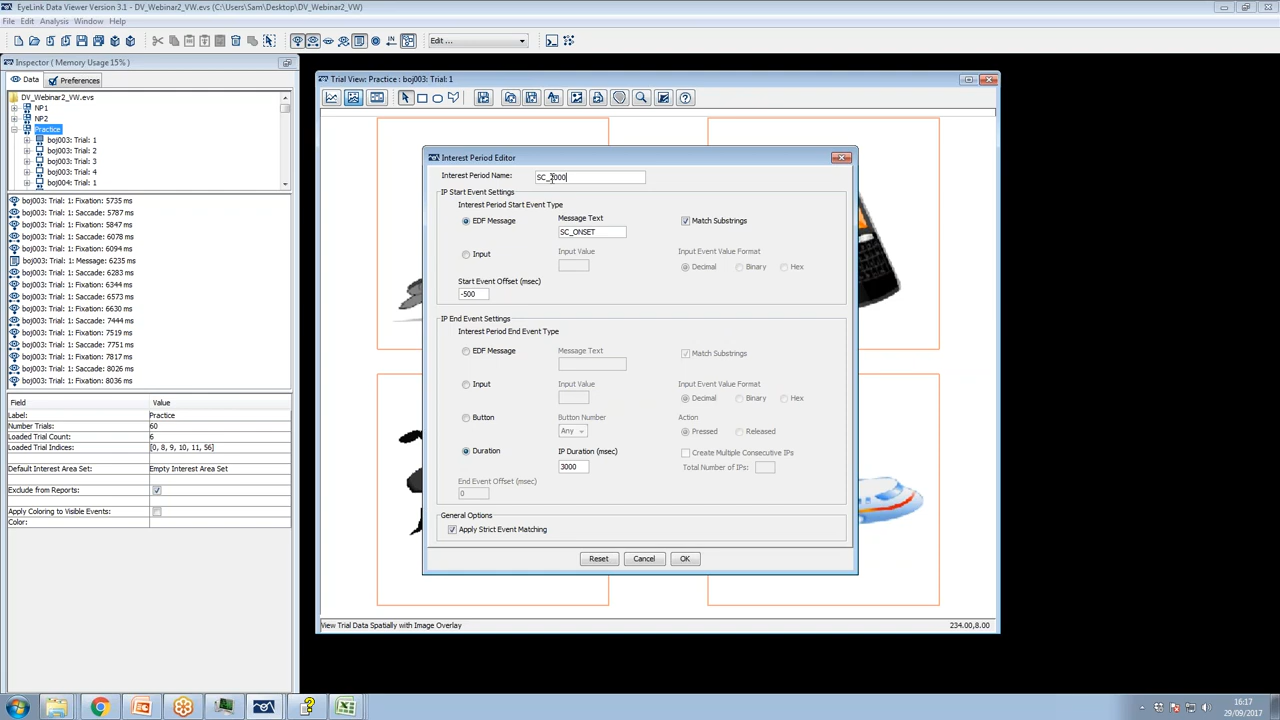 EyeLink Data Viewer Version 3.1 - DV_Webinar2_VW.evs (C:\Users\Sam\Desktop\DV_Webinar2_VW.evs)
File Edit Analysis Window Help
Edit ...
Inspector ( Memory Usage 15% )
Data Preferences
DV_Webinar2_VW.evs
NP1
NP2
Practice
boj003: Trial: 1
boj003: Trial: 2
boj003: Trial: 3
boj003: Trial: 4
boj004: Trial: 1
boj003: Trial: 1: Fixation: 5735 ms
boj003: Trial: 1: Saccade: 5787 ms
boj003: Trial: 1: Fixation: 5847 ms
boj003: Trial: 1: Saccade: 6078 ms
boj003: Trial: 1: Fixation: 6094 ms
boj003: Trial: 1: Message: 6235 ms
boj003: Trial: 1: Saccade: 6283 ms
boj003: Trial: 1: Fixation: 6344 ms
boj003: Trial: 1: Saccade: 6573 ms
boj003: Trial: 1: Fixation: 6630 ms
boj003: Trial: 1: Saccade: 7444 ms
boj003: Trial: 1: Fixation: 7519 ms
boj003: Trial: 1: Saccade: 7751 ms
boj003: Trial: 1: Fixation: 7817 ms
boj003: Trial: 1: Saccade: 8026 ms
boj003: Trial: 1: Fixation: 8036 ms
Field Value
Label: Practice
Number Trials: 60
Loaded Trial Count: 6
Loaded Trial Indices: [0, 8, 9, 10, 11, 56]
Default Interest Area Set: Empty Interest Area Set
Exclude from Reports:
Apply Coloring to Visible Events:
Color:
Trial View: Practice : boj003: Trial: 1
Interest Period Editor
Interest Period Name:
IP Start Event Settings
Interest Period Start Event Type
EDF Message Message Text Match Substrings
SC_ONSET
Input Input Value Input Event Value Format
Decimal Binary Hex
Start Event Offset (msec)
-500
IP End Event Settings
Interest Period End Event Type
EDF Message Message Text Match Substrings
Input Input Value Input Event Value Format
Decimal Binary Hex
Button Button Number Action
Any Pressed Released
Duration IP Duration (msec) Create Multiple Consecutive IPs
3000 Total Number of IPs:
End Event Offset (msec)
0
General Options
Apply Strict Event Matching
Reset Cancel OK
View Trial Data Spatially with Image Overlay 234.00,8.00
16:17
29/09/2017